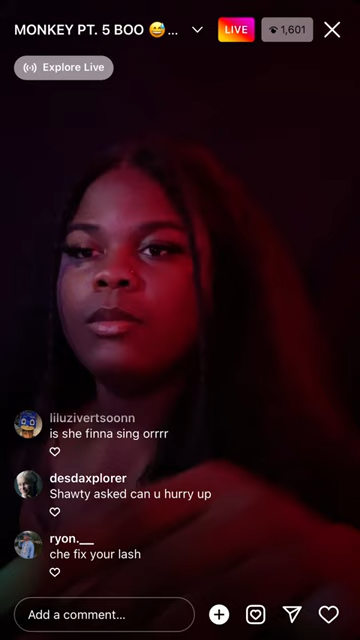 MONKEY PT. 5 BOO 😅...
LIVE
1,601
Explore Live
liluzivertsoonn
is she finna sing orrrr
desdaxplorer
Shawty asked can u hurry up
ryon.__
che fix your lash
Add a comment...